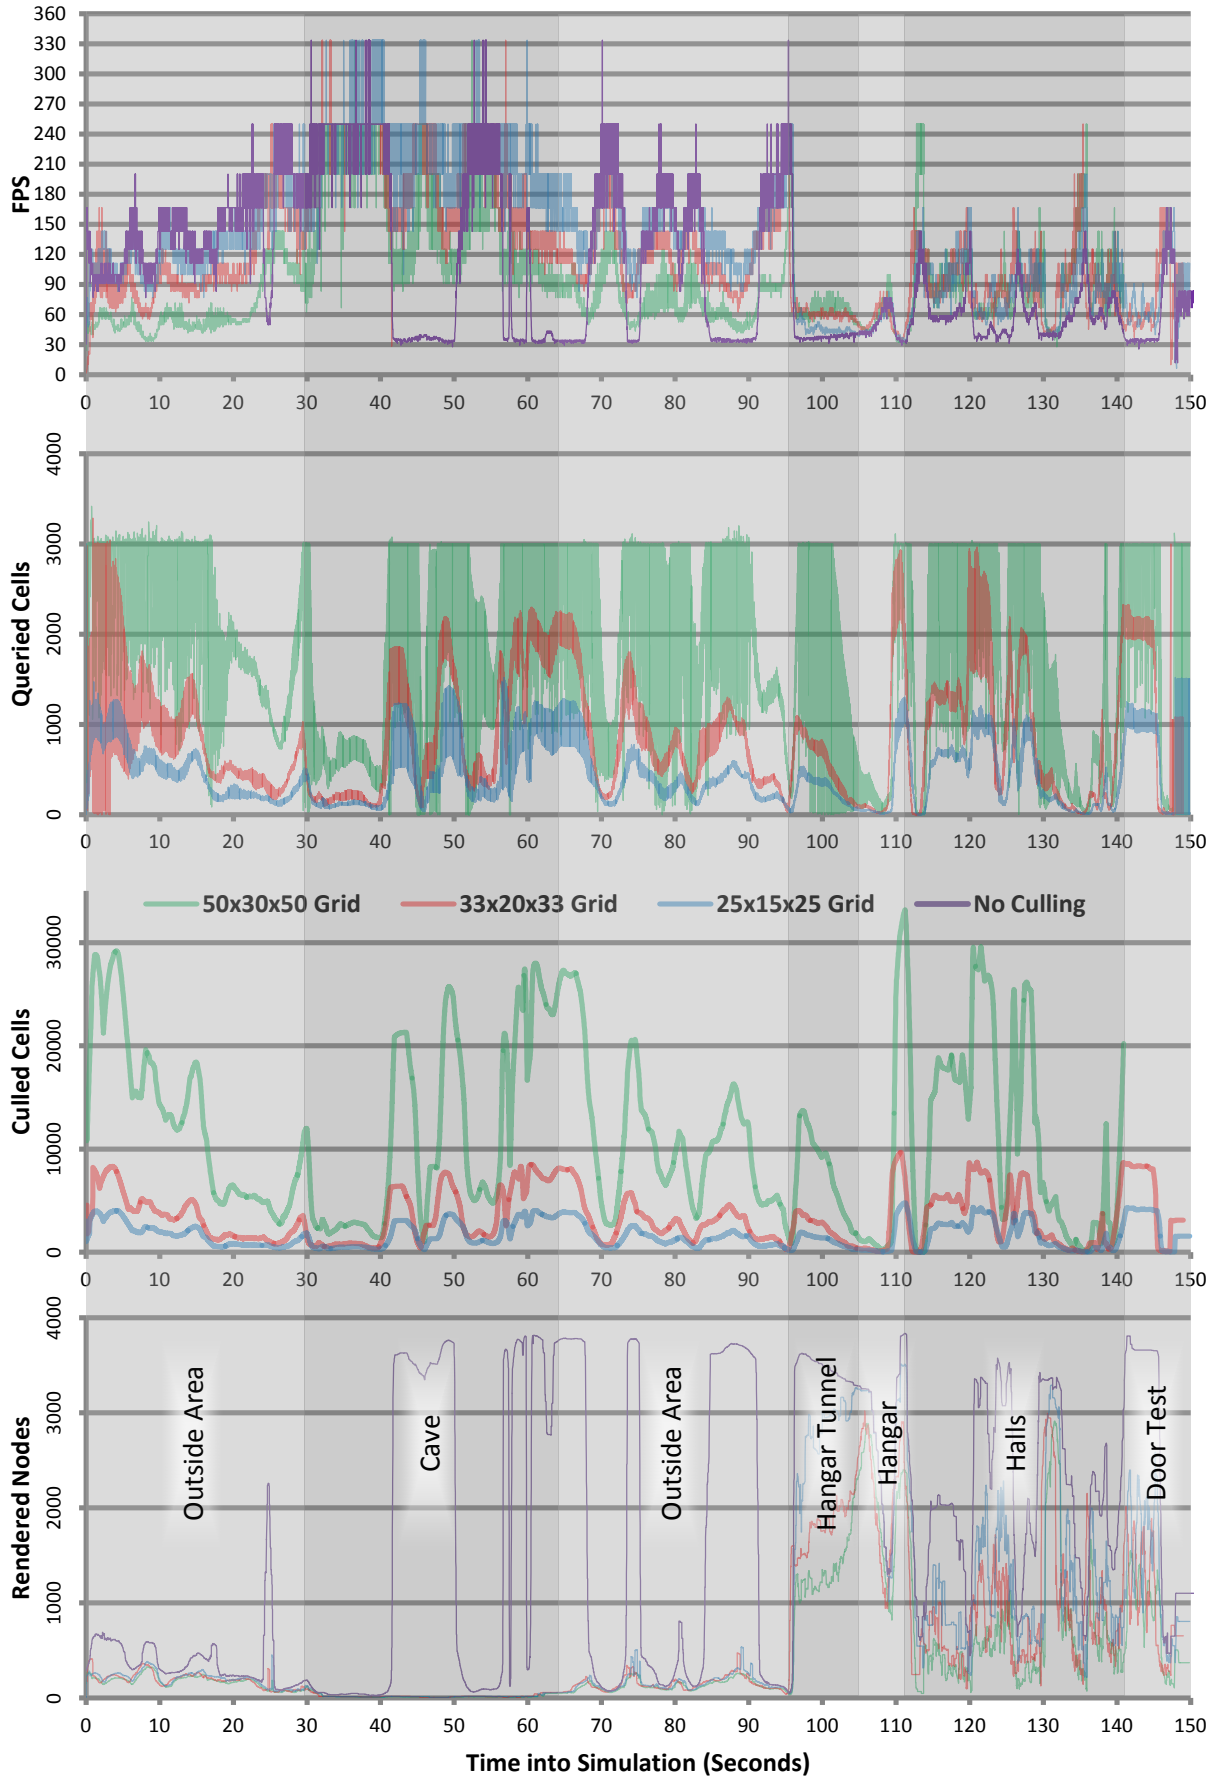 360
330
300
270
240
210
180
150
120
90
60
30
0
FPS
0 10 20 30 40 50 60 70 80 90 100 110 120 130 140 150
4000
3000
2000
1000
0
Queried Cells
0 10 20 30 40 50 60 70 80 90 100 110 120 130 140 150
50x30x50 Grid 33x20x33 Grid 25x15x25 Grid No Culling
30000
20000
10000
0
Culled Cells
0 10 20 30 40 50 60 70 80 90 100 110 120 130 140 150
4000
3000
2000
1000
0
Rendered Nodes
Outside Area
Cave
Outside Area
Hangar Tunnel
Hangar
Halls
Door Test
0 10 20 30 40 50 60 70 80 90 100 110 120 130 140 150
Time into Simulation (Seconds)